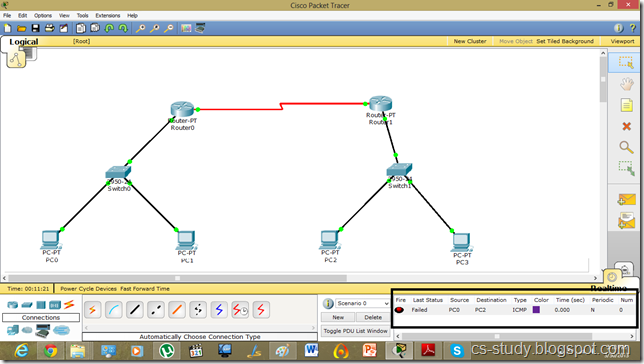 Cisco Packet Tracer
File Edit Options View Tools Extensions Help
Logical [Root] New Cluster Move Object Set Tiled Background Viewport
Router-PT
Router0
Router-PT
Router1
2950-24
Switch0
2950-24
Switch1
PC-PT
PC0
PC-PT
PC1
PC-PT
PC2
PC-PT
PC3
Time: 00:11:21 Power Cycle Devices Fast Forward Time
Realtime
Connections
Automatically Choose Connection Type
Scenario 0
New Delete
Toggle PDU List Window
Fire Last Status Source Destination Type Color Time (sec) Periodic Num
Failed PC0 PC2 ICMP 0.000 N 0
cs-study.blogspot.com